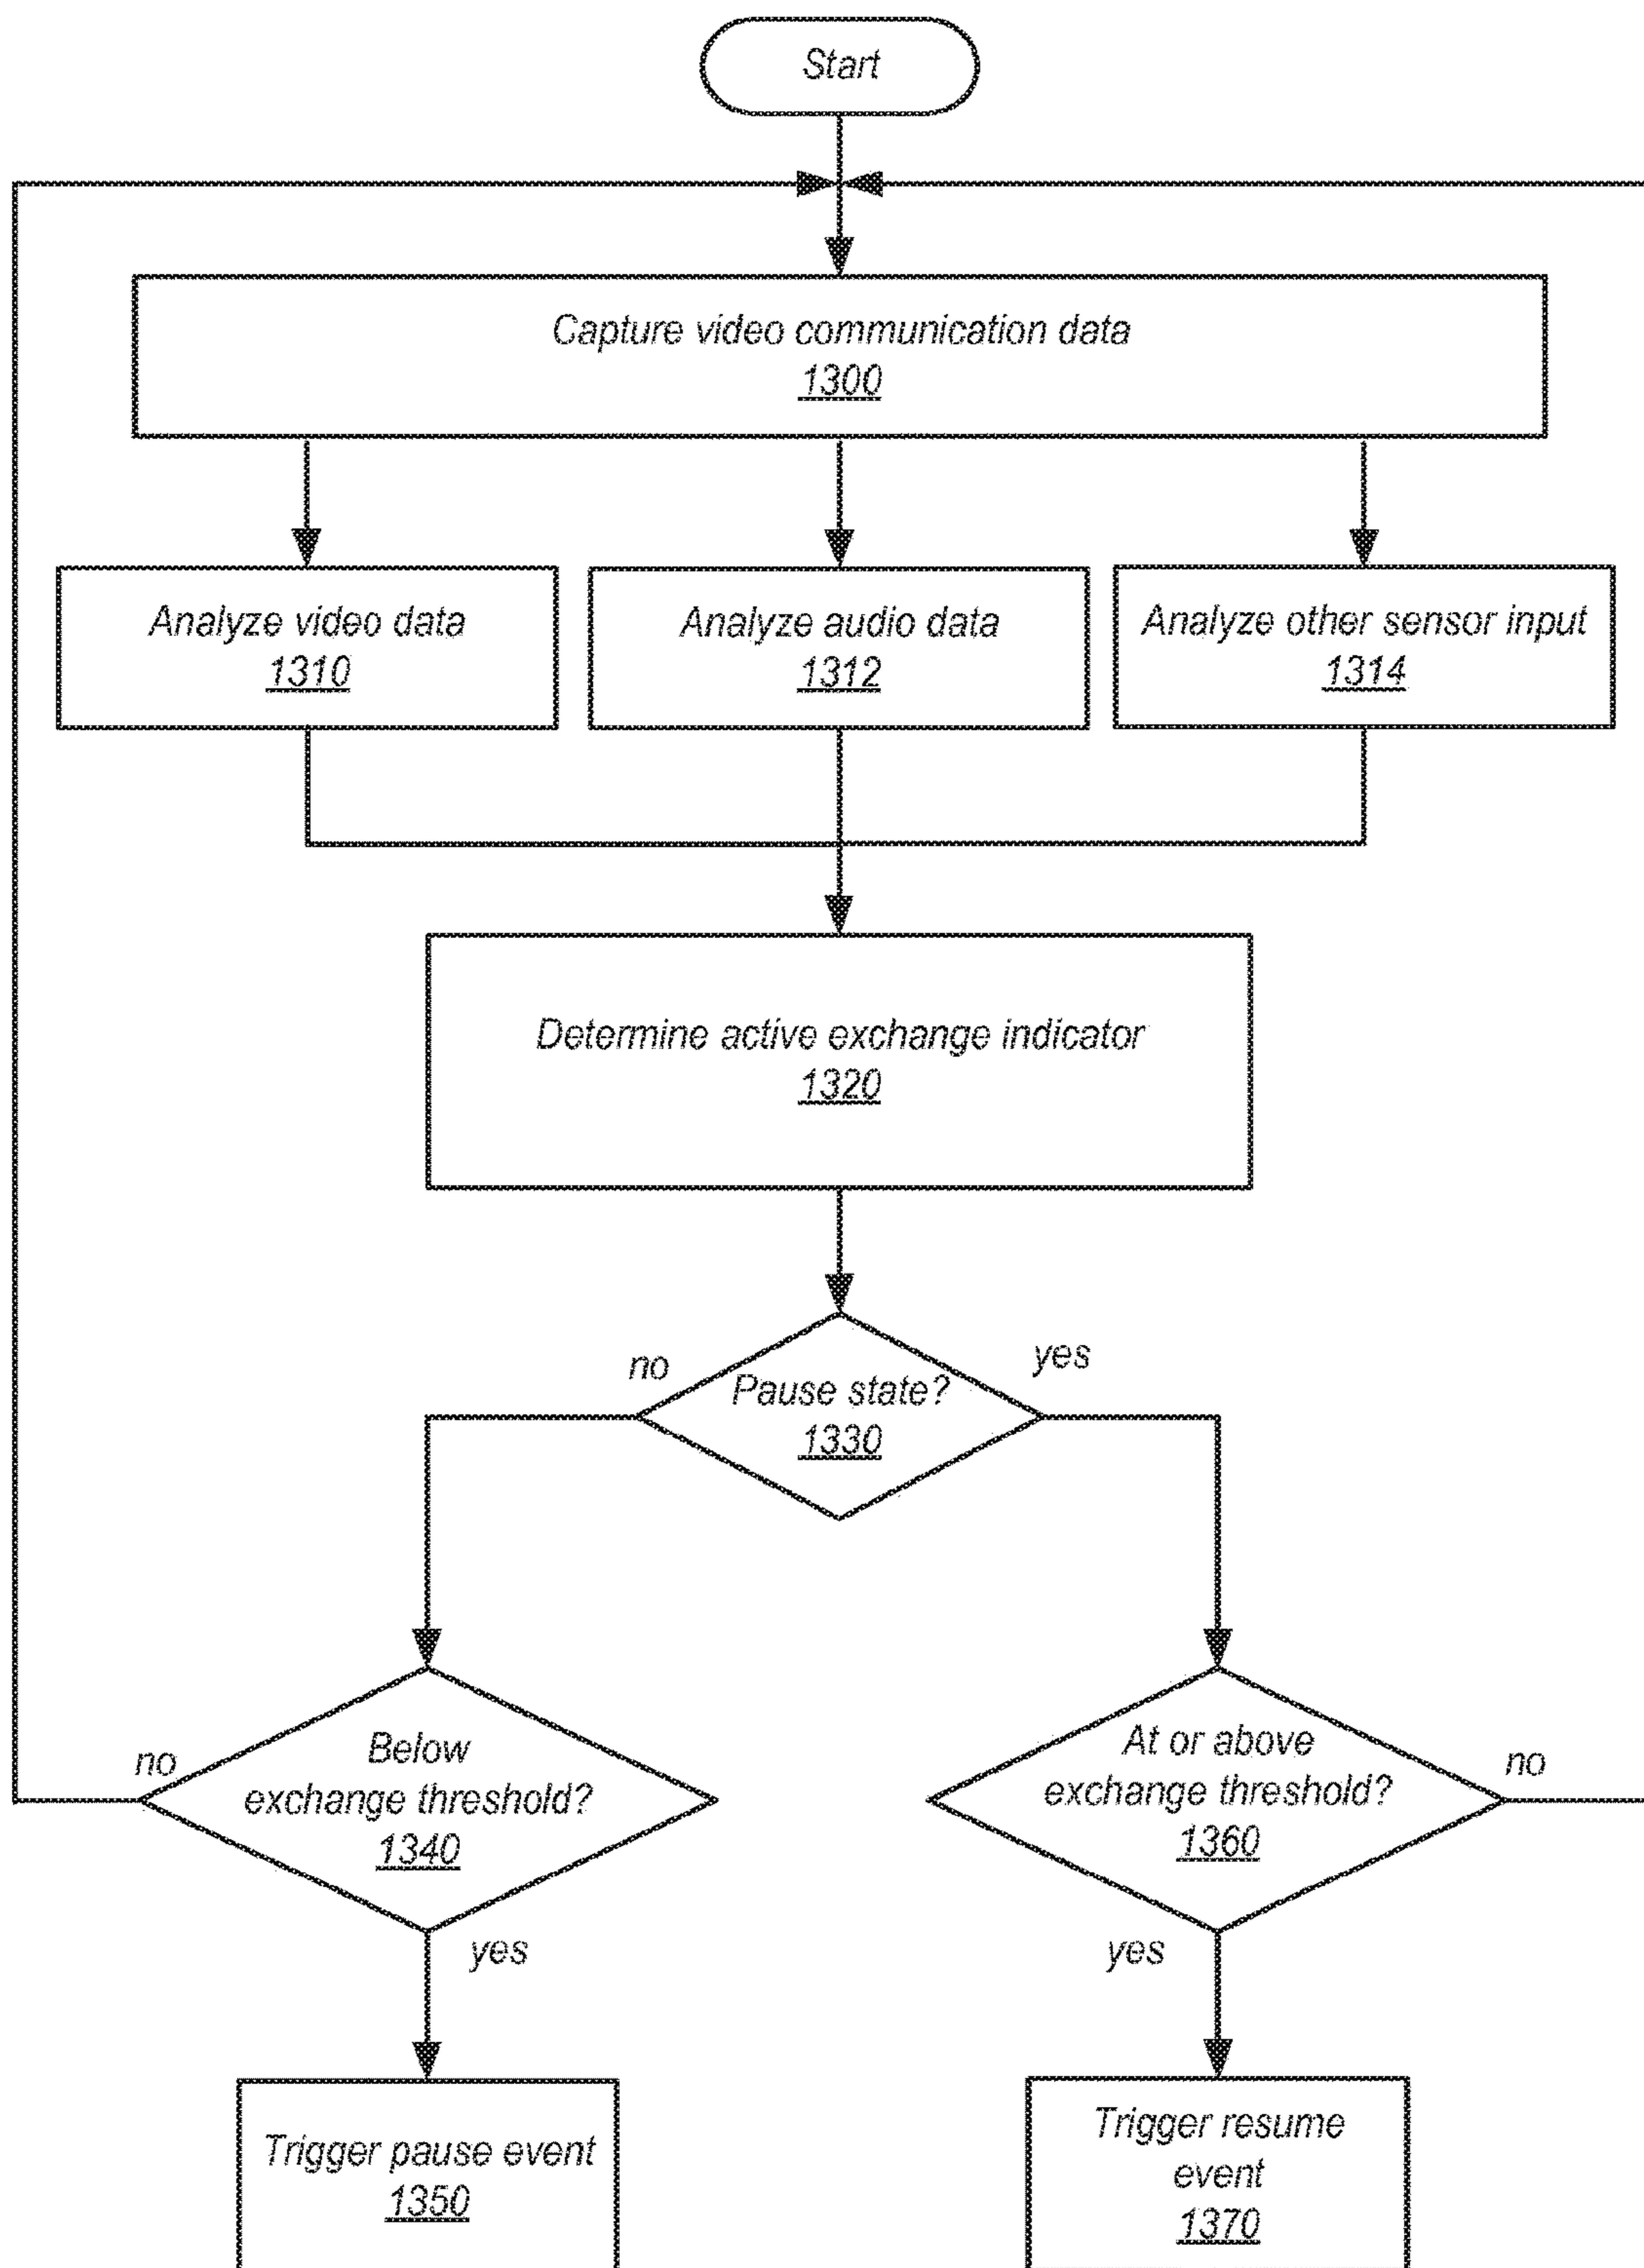 Start
Capture video communication data
1300
Analyze video data
1310
Analyze audio data
1312
Analyze other sensor input
1314
Determine active exchange indicator
1320
no
yes
Pause state?
1330
no
Below
exchange threshold?
1340
yes
At or above
exchange threshold?
1360
no
yes
Trigger pause event
1350
Trigger resume
event
1370